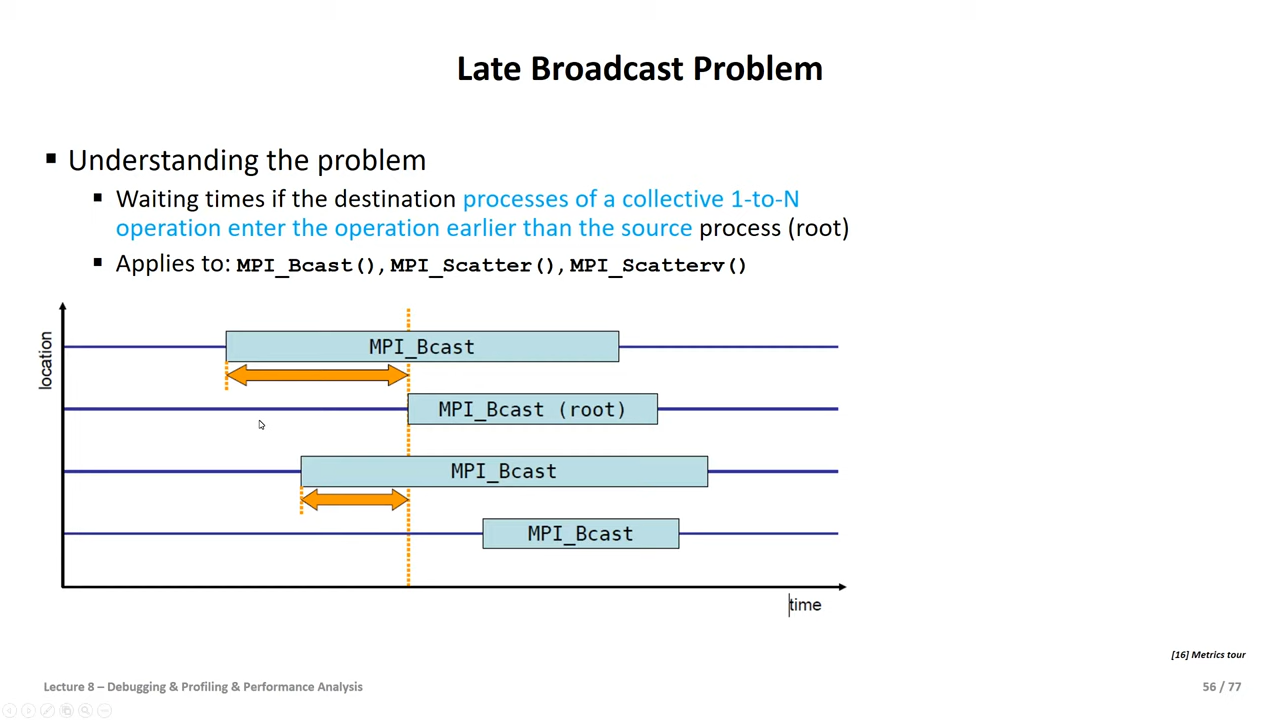 Late Broadcast Problem
▪ Understanding the problem
▪ Waiting times if the destination processes of a collective 1-to-N
operation enter the operation earlier than the source process (root)
▪ Applies to: MPI_Bcast(), MPI_Scatter(), MPI_Scatterv()
location
MPI_Bcast
MPI_Bcast (root)
MPI_Bcast
MPI_Bcast
time
[16] Metrics tour
Lecture 8 – Debugging & Profiling & Performance Analysis
56 / 77